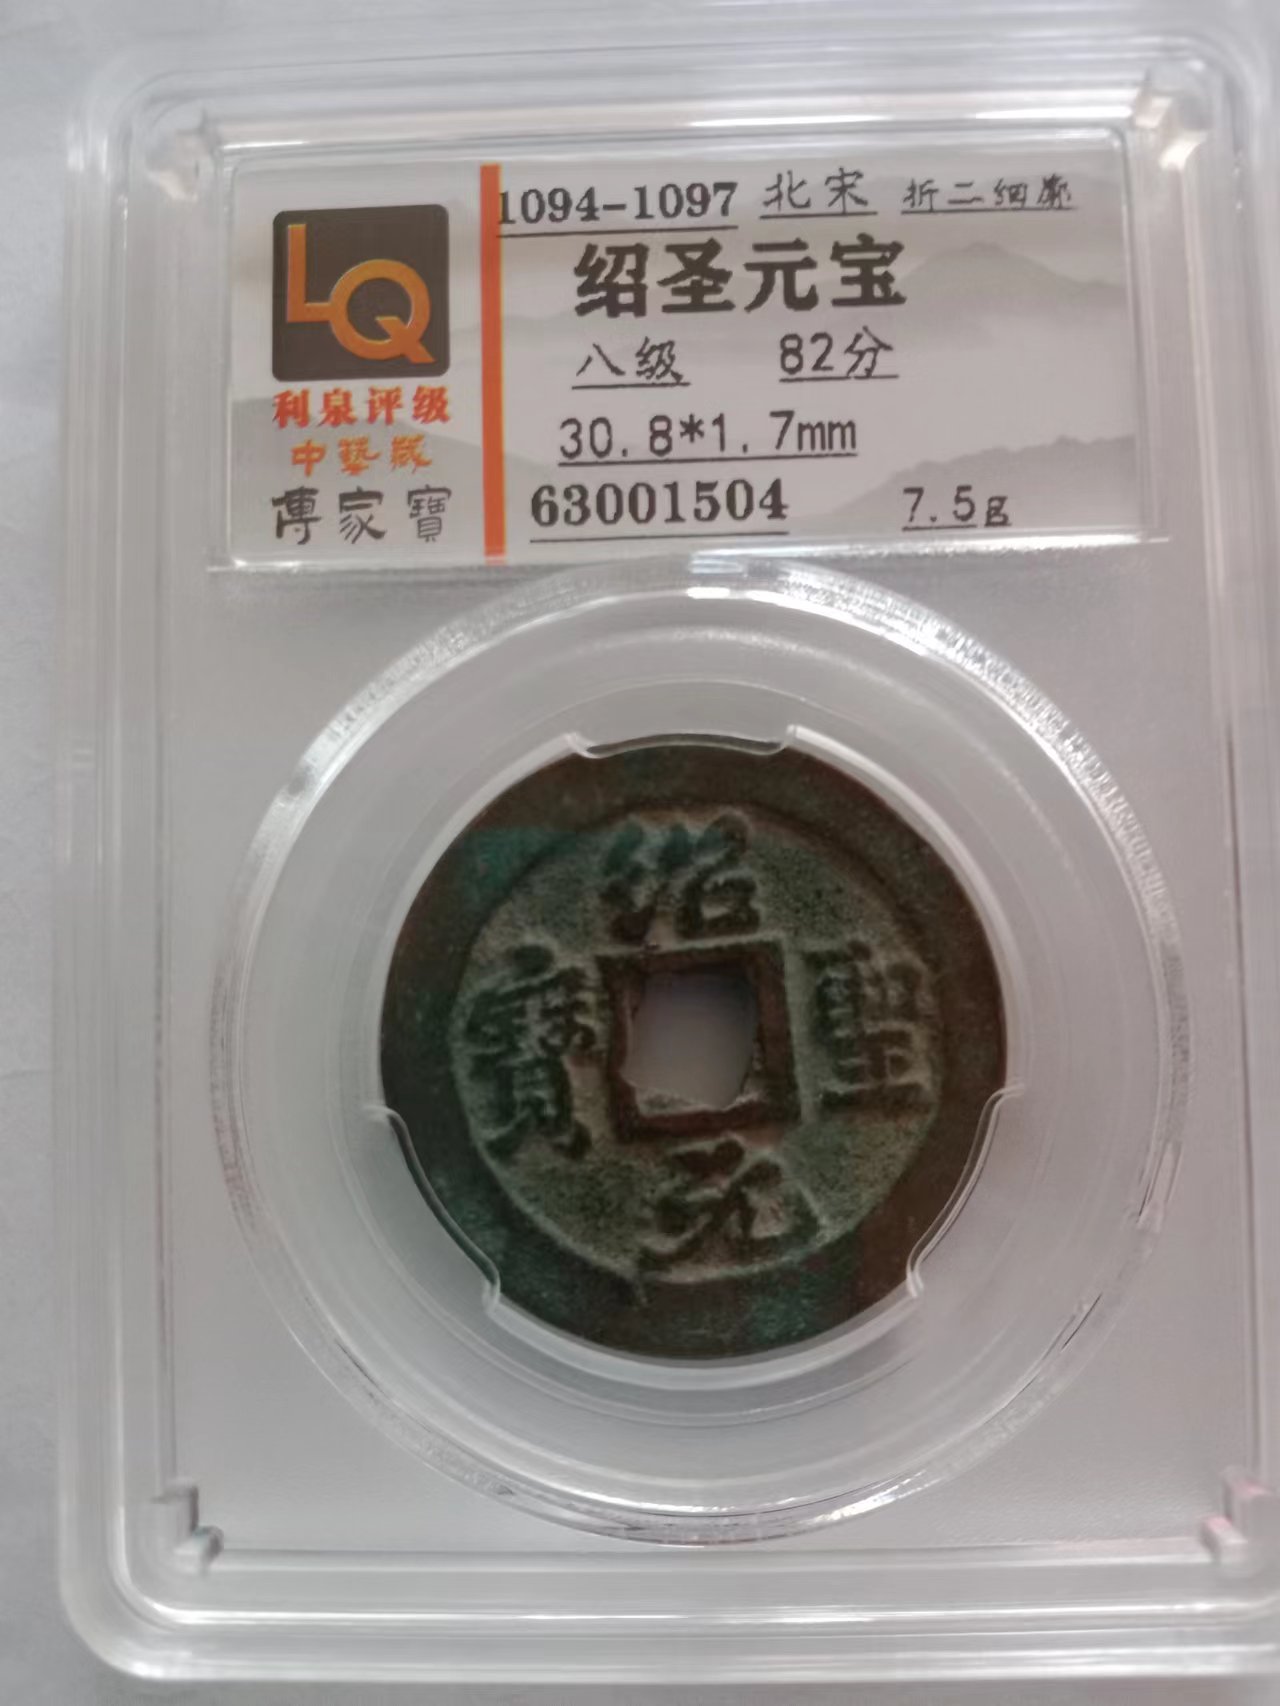 LQ
利泉评级
中藝藏
傳家寶
1094-1097 北宋 折二细廓
绍圣元宝
八级 82分
30.8*1.7mm
63001504 7.5g
紹
聖
元
寶